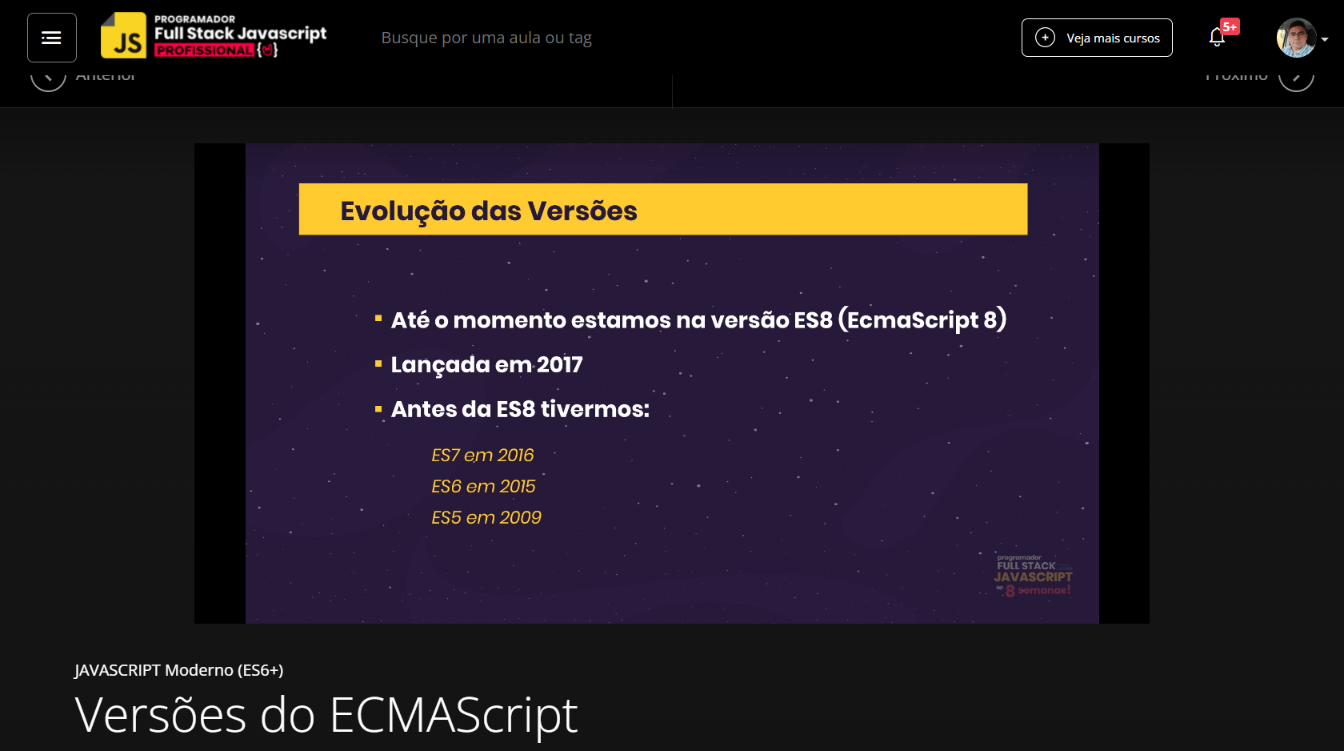 JS
PROGRAMADOR
Full Stack Javascript
PROFISSIONAL
Busque por uma aula ou tag
Veja mais cursos
5+
Anterior
Próximo
Evolução das Versões
Até o momento estamos na versão ES8 (EcmaScript 8)
Lançada em 2017
Antes da ES8 tivermos:
ES7 em 2016
ES6 em 2015
ES5 em 2009
programador
FULL STACK
JAVASCRIPT
em 8 semanas!
JAVASCRIPT Moderno (ES6+)
Versões do ECMAScript